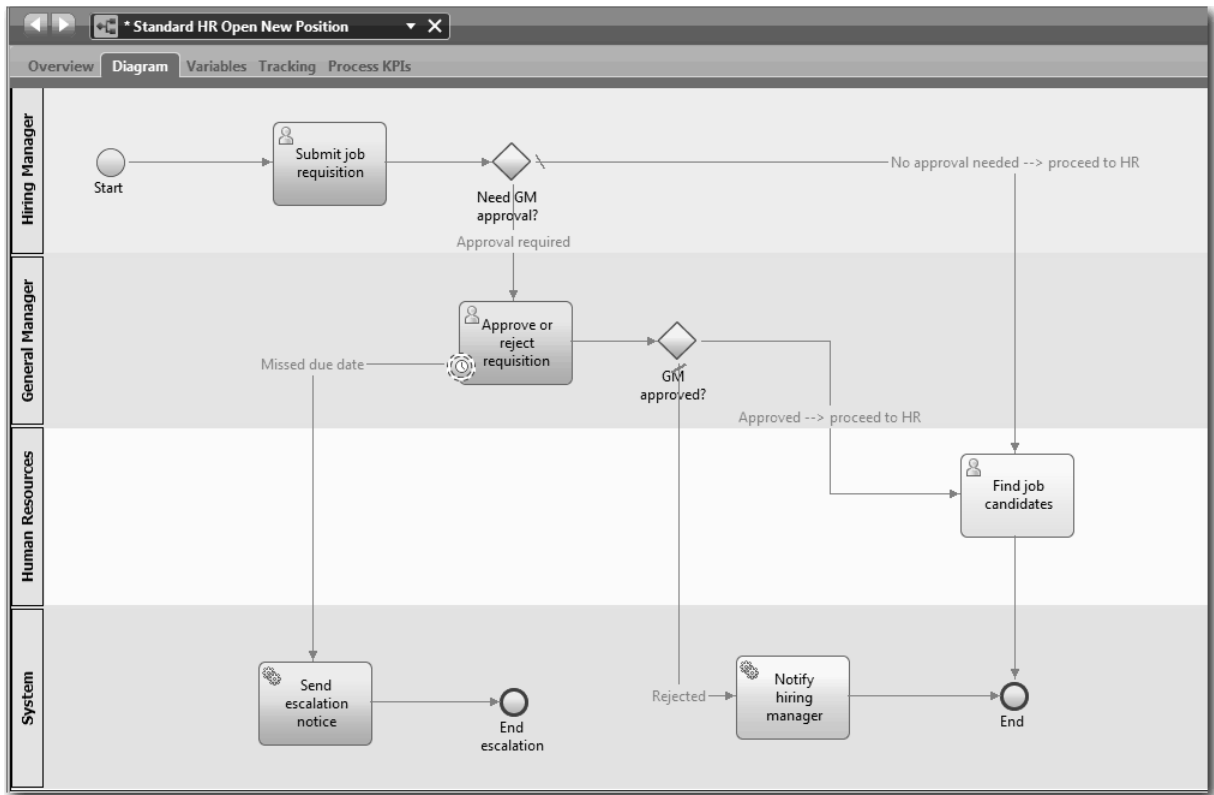 * Standard HR Open New Position
Overview
Diagram
Variables
Tracking
Process KPIs
Hiring Manager
Start
Submit job
requisition
Need GM
approval?
No approval needed --> proceed to HR
Approval required
General Manager
Approve or
reject
requisition
Missed due date
GM
approved?
Approved --> proceed to HR
Human Resources
Find job
candidates
System
Send
escalation
notice
End
escalation
Rejected
Notify
hiring
manager
End